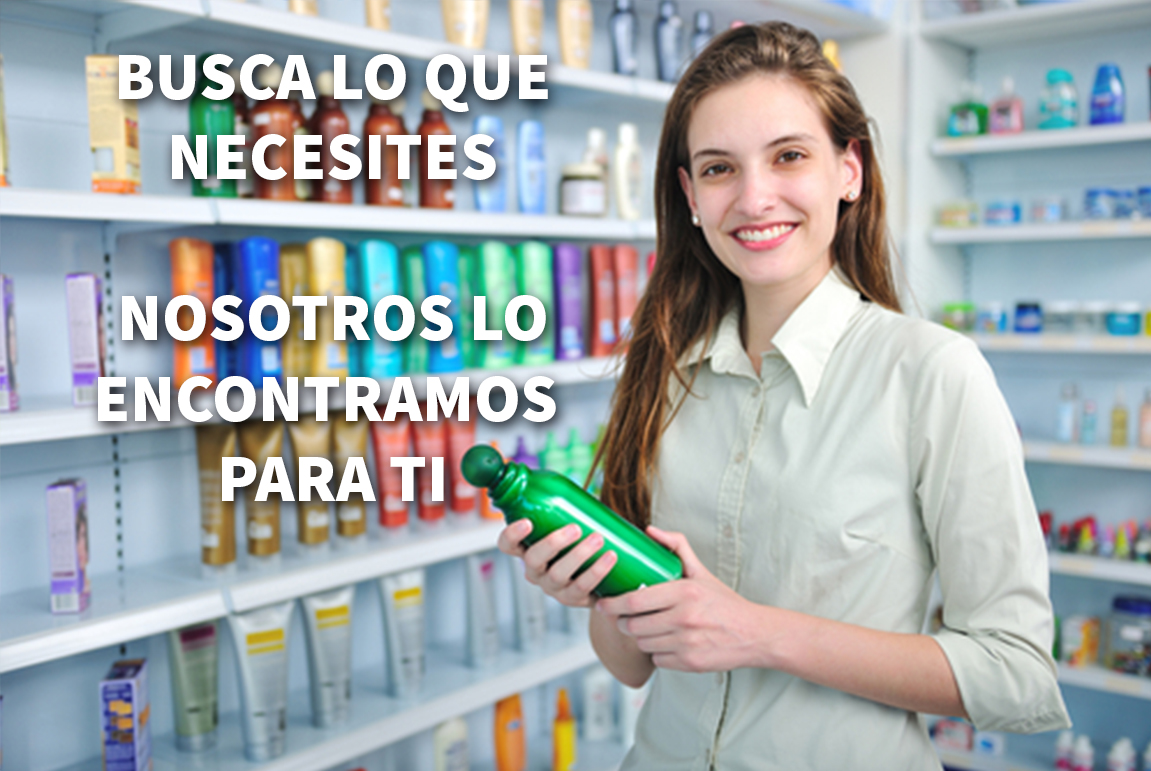 BUSCA LO QUE
NECESITES
NOSOTROS LO
ENCONTRAMOS
PARA TI